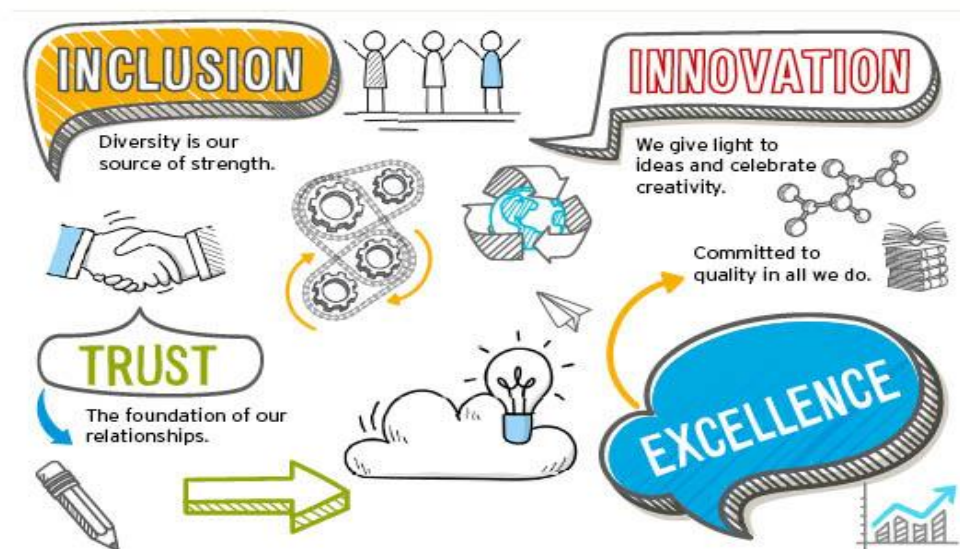 INCLUSION
Diversity is our
source of strength.
INNOVATION
We give light to
ideas and celebrate
creativity.
TRUST
The foundation of our
relationships.
Committed to
quality in all we do.
EXCELLENCE